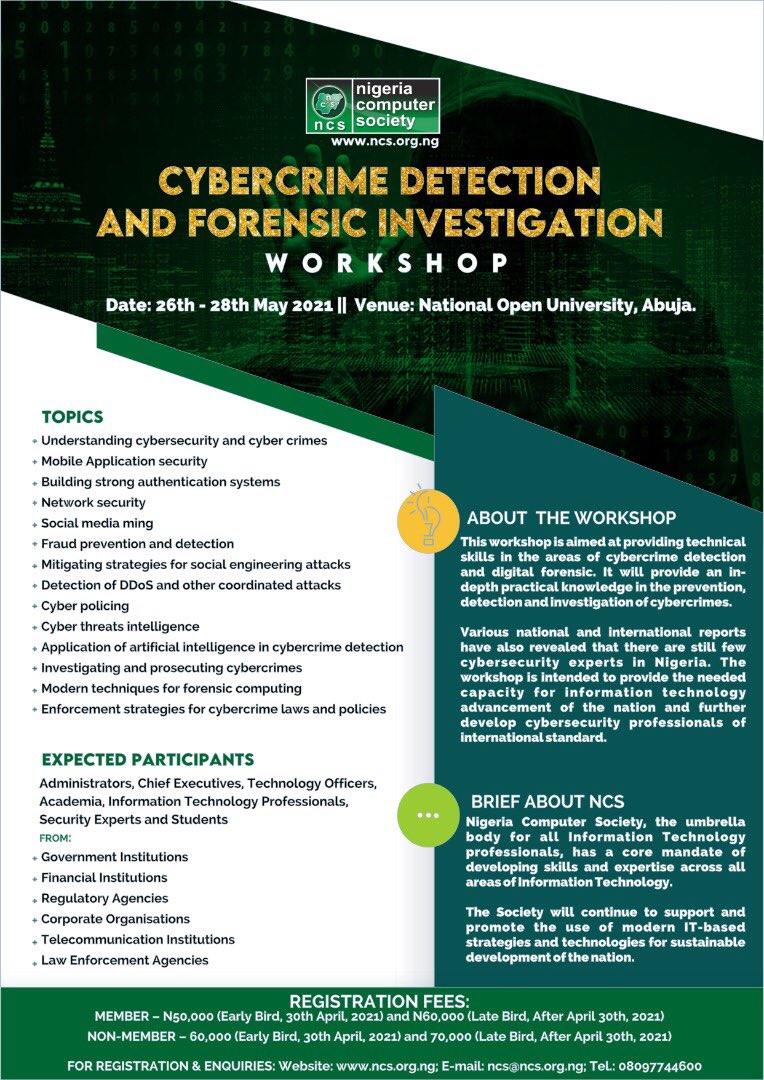 ncs
ncs
nigeria
computer
society
www.ncs.org.ng
CYBERCRIME DETECTION
AND FORENSIC INVESTIGATION
WORKSHOP
Date: 26th - 28th May 2021 || Venue: National Open University, Abuja.
TOPICS
+ Understanding cybersecurity and cyber crimes
+ Mobile Application security
+ Building strong authentication systems
+ Network security
+ Social media ming
+ Fraud prevention and detection
+ Mitigating strategies for social engineering attacks
+ Detection of DDoS and other coordinated attacks
+ Cyber policing
+ Cyber threats intelligence
+ Application of artificial intelligence in cybercrime detection
+ Investigating and prosecuting cybercrimes
+ Modern techniques for forensic computing
+ Enforcement strategies for cybercrime laws and policies
EXPECTED PARTICIPANTS
Administrators, Chief Executives, Technology Officers,
Academia, Information Technology Professionals,
Security Experts and Students
FROM:
+ Government Institutions
+ Financial Institutions
+ Regulatory Agencies
+ Corporate Organisations
+ Telecommunication Institutions
+ Law Enforcement Agencies
ABOUT THE WORKSHOP
This workshop is aimed at providing technical
skills in the areas of cybercrime detection
and digital forensic. It will provide an in-
depth practical knowledge in the prevention,
detection and investigation of cybercrimes.
Various national and international reports
have also revealed that there are still few
cybersecurity experts in Nigeria. The
workshop is intended to provide the needed
capacity for information technology
advancement of the nation and further
develop cybersecurity professionals of
international standard.
BRIEF ABOUT NCS
Nigeria Computer Society, the umbrella
body for all Information Technology
professionals, has a core mandate of
developing skills and expertise across all
areas of Information Technology.
The Society will continue to support and
promote the use of modern IT-based
strategies and technologies for sustainable
development of the nation.
REGISTRATION FEES:
MEMBER – N50,000 (Early Bird, 30th April, 2021) and N60,000 (Late Bird, After April 30th, 2021)
NON-MEMBER – 60,000 (Early Bird, 30th April, 2021) and 70,000 (Late Bird, After April 30th, 2021)
FOR REGISTRATION & ENQUIRIES: Website: www.ncs.org.ng; E-mail: ncs@ncs.org.ng; Tel.: 08097744600